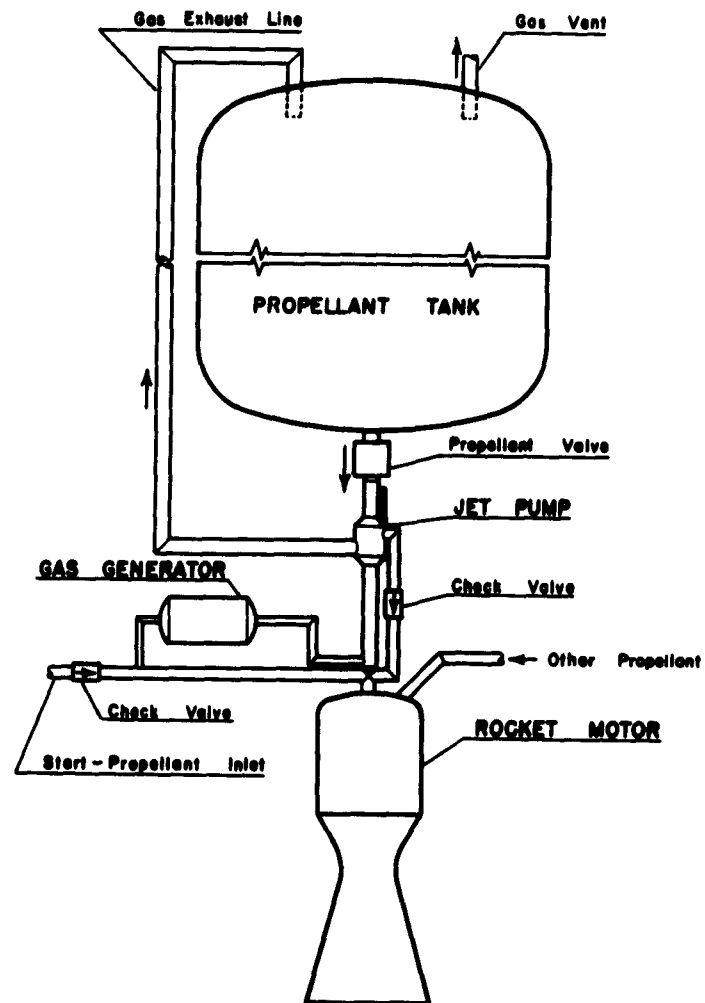 Gas Exhaust Line
Gas Vent
PROPELLANT TANK
Propellant Valve
JET PUMP
GAS GENERATOR
Check Valve
Other Propellant
Check Valve
ROCKET MOTOR
Start-Propellant Inlet